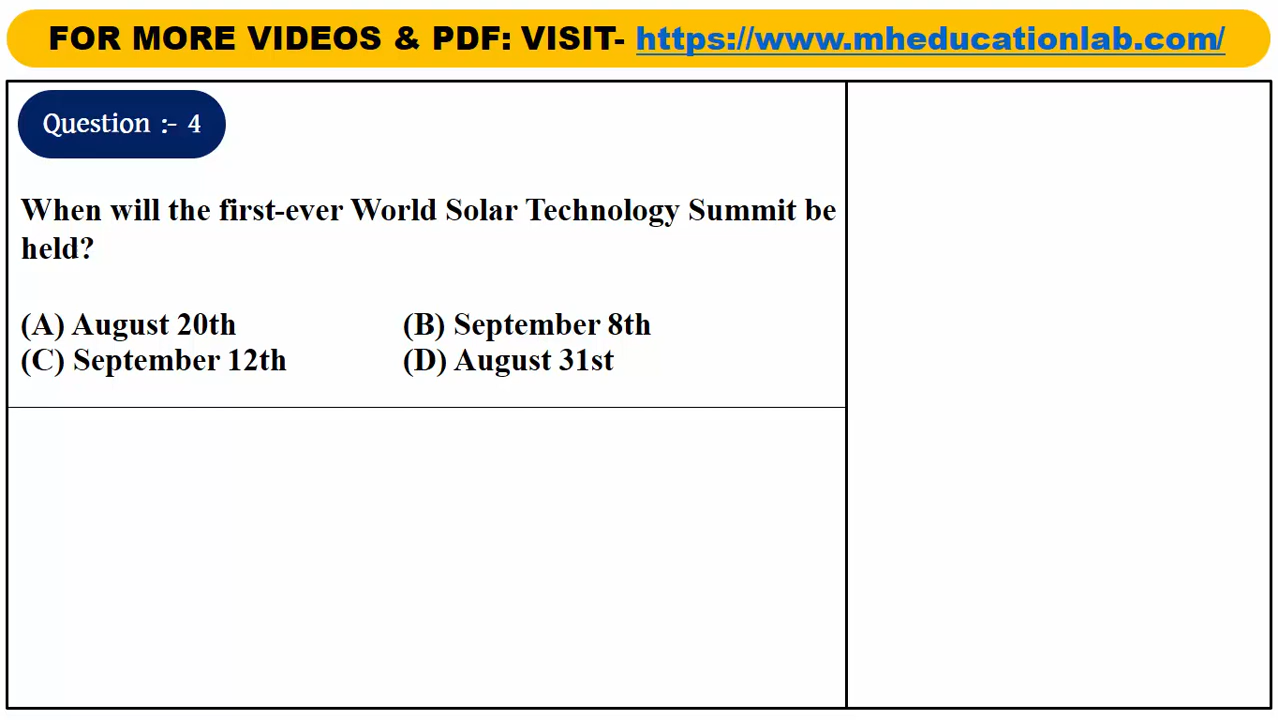 FOR MORE VIDEOS & PDF: VISIT- https://www.mheducationlab.com/
Question :- 4
When will the first-ever World Solar Technology Summit be
held?
(A) August 20th (B) September 8th
(C) September 12th (D) August 31st